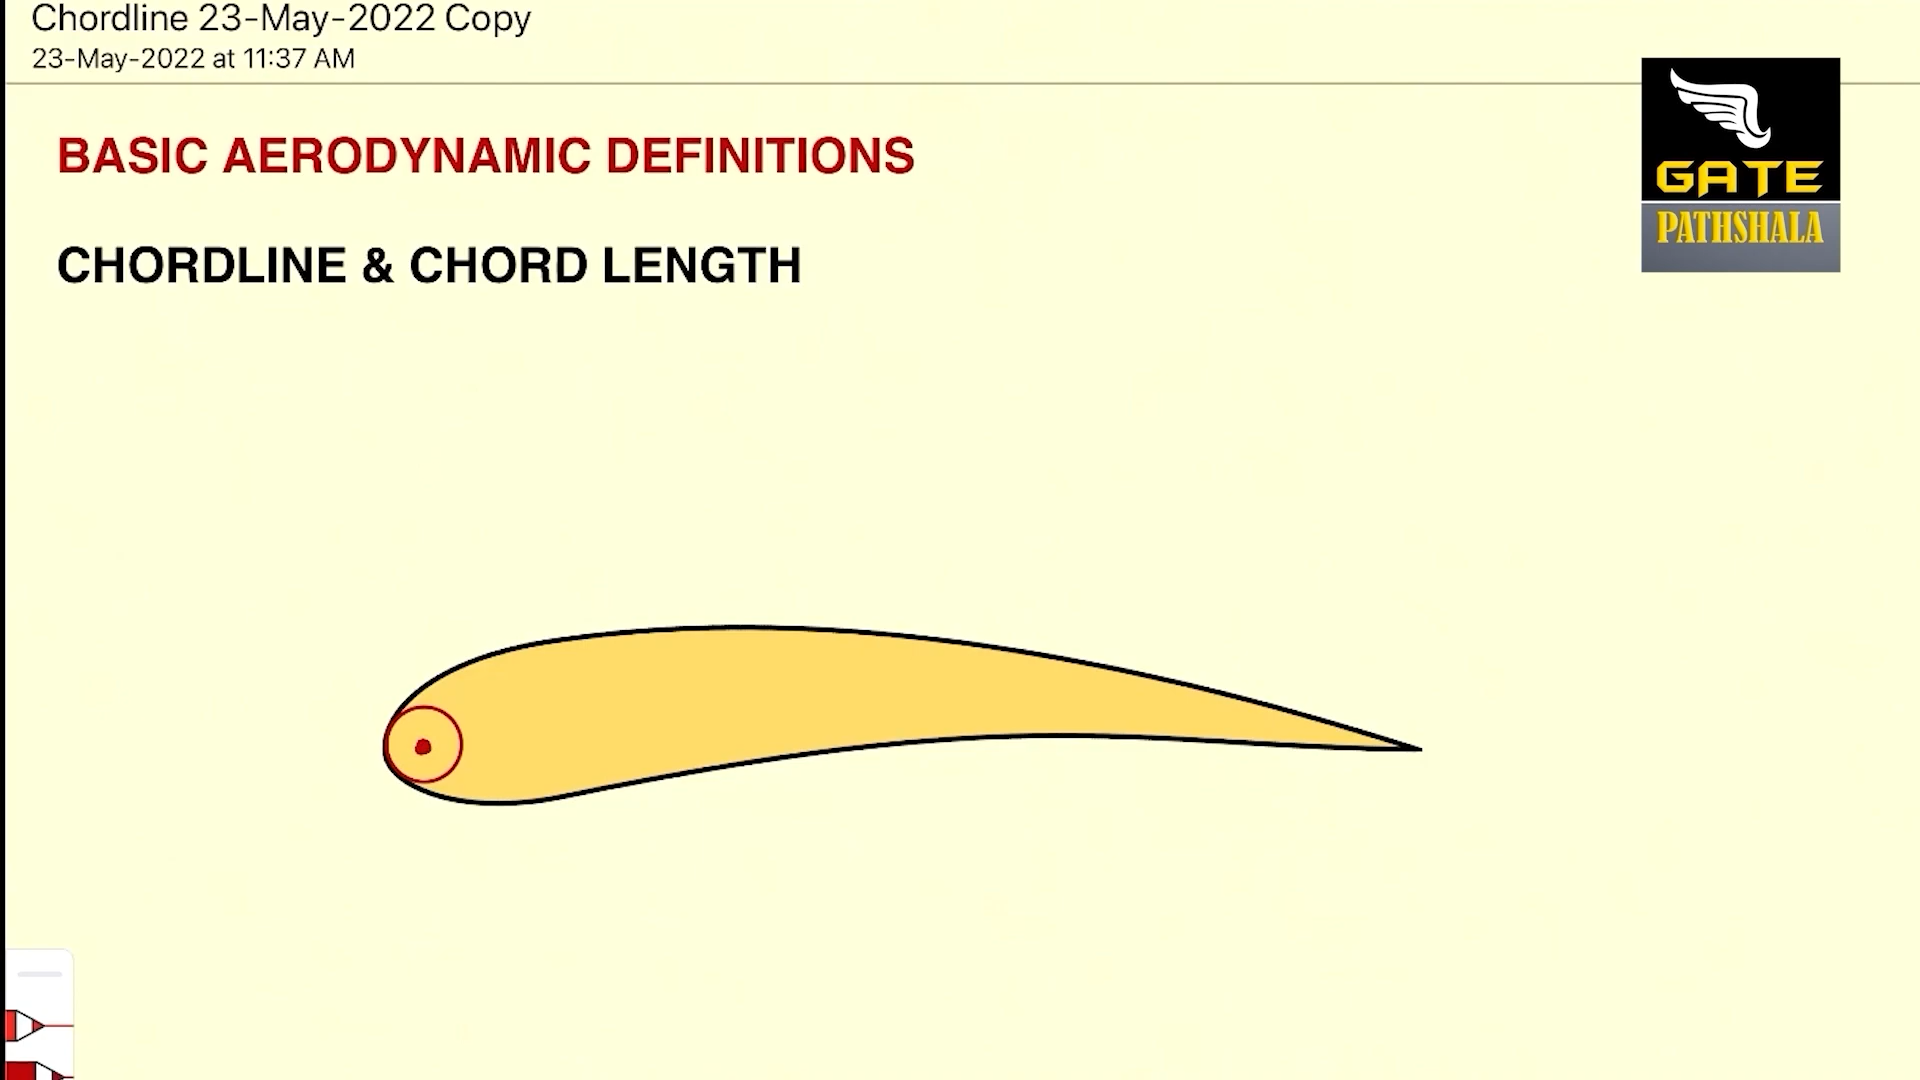 Chordline 23-May-2022 Copy
23-May-2022 at 11:37 AM
BASIC AERODYNAMIC DEFINITIONS
CHORDLINE & CHORD LENGTH
GATE
PATHSHALA